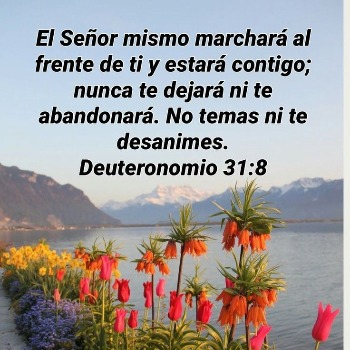 El Señor mismo marchará al
frente de ti y estará contigo;
nunca te dejará ni te
abandonará. No temas ni te
desanimes.
Deuteronomio 31:8